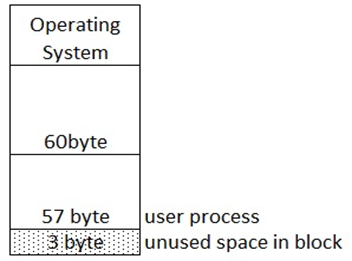 Operating
System
60byte
57 byte user process
3 byte unused space in block